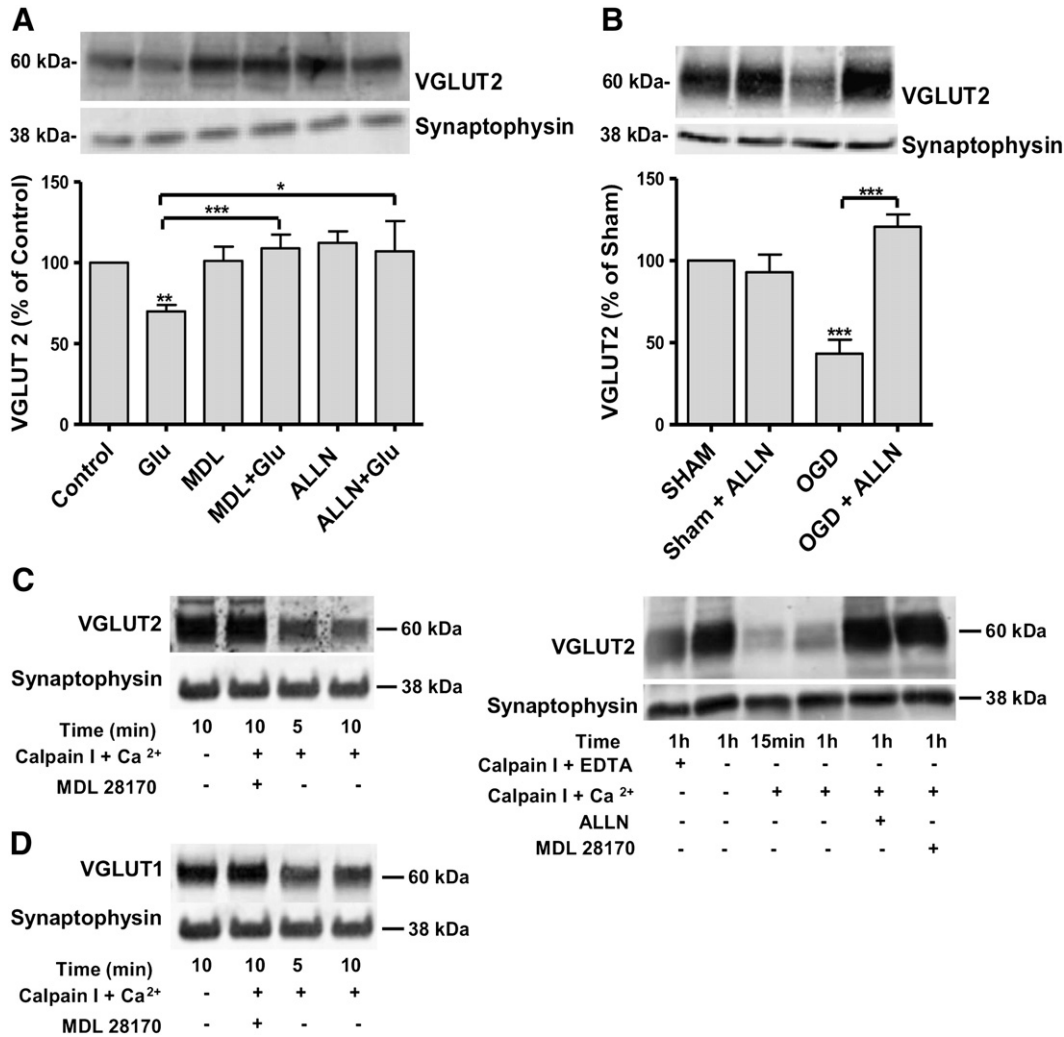 A
60 kDa-
VGLUT2
38 kDa-
Synaptophysin
VGLUT 2 (% of Control)
150
100
50
0
*
***
**
Control
Glu
MDL
MDL+Glu
ALLN
ALLN+Glu
B
60 kDa-
VGLUT2
38 kDa-
Synaptophysin
VGLUT2 (% of Sham)
150
100
50
0
***
***
SHAM
Sham + ALLN
OGD
OGD + ALLN
C
VGLUT2
60 kDa
Synaptophysin
38 kDa
Time (min) 10 10 5 10
Calpain I + Ca 2+ - + + +
MDL 28170 - + - -
VGLUT2
60 kDa
Synaptophysin
38 kDa
Time 1h 1h 15min 1h 1h 1h
Calpain I + EDTA + - - - - -
Calpain I + Ca 2+ - - + + + +
ALLN - - - - + -
MDL 28170 - - - - - +
D
VGLUT1
60 kDa
Synaptophysin
38 kDa
Time (min) 10 10 5 10
Calpain I + Ca2+ - + + +
MDL 28170 - + - -